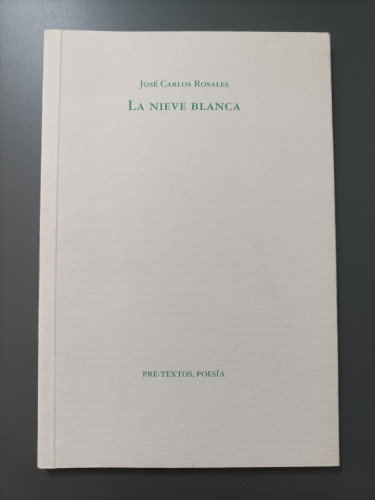 José Carlos Rosales
La nieve blanca
PRE-TEXTOS, POESÍA